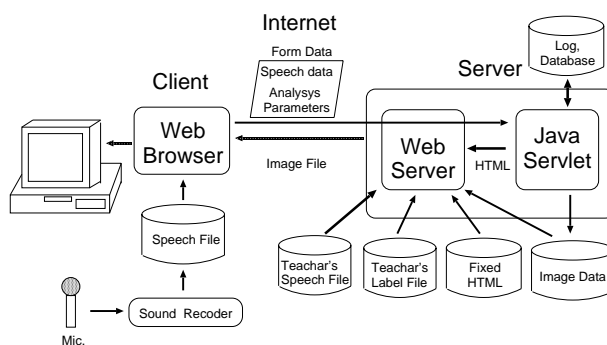 Internet
Form Data
Speech data
Analysys
Parameters
Client
Server
Log,
Database
Web
Browser
Image File
Web
Server
HTML
Java
Servlet
Speech File
Teachar's
Speech File
Teachar's
Label File
Fixed
HTML
Image Data
Sound Recoder
Mic.